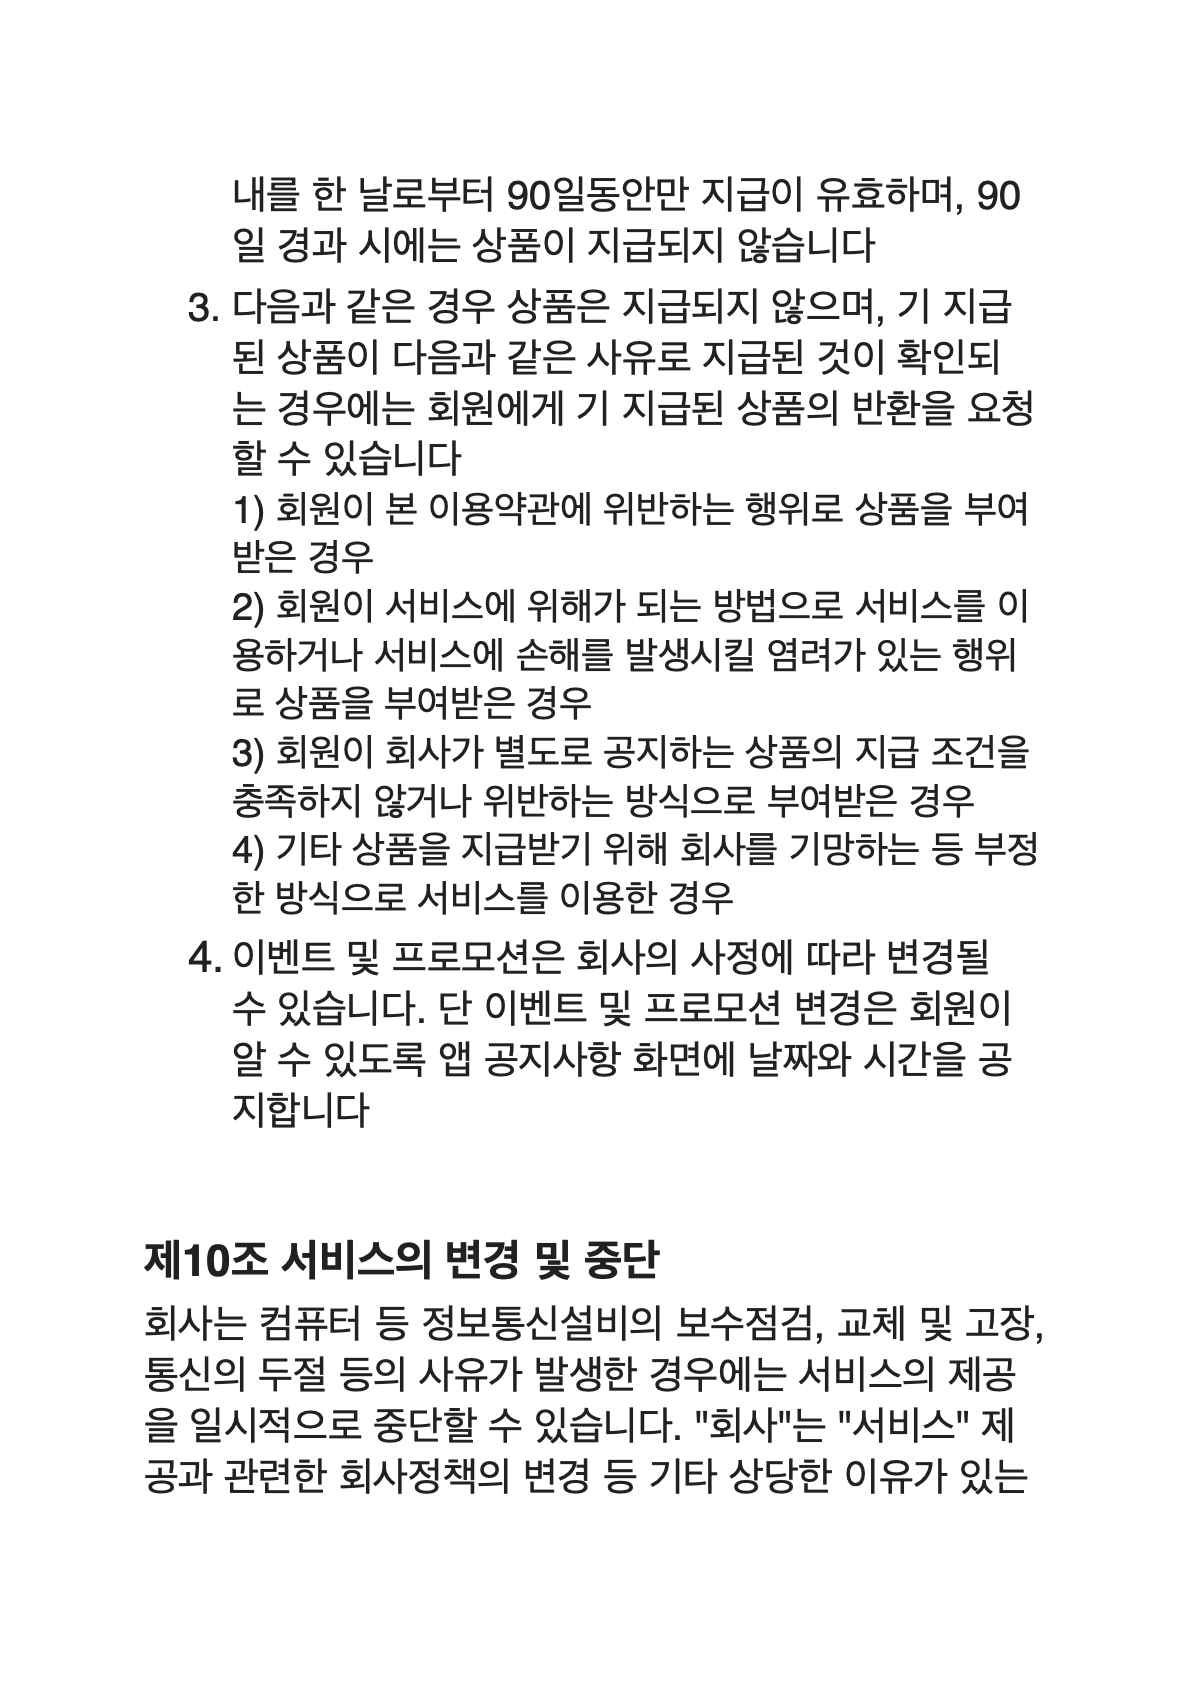 내를 한 날로부터 90일동안만 지급이 유효하며, 90
일 경과 시에는 상품이 지급되지 않습니다
3. 다음과 같은 경우 상품은 지급되지 않으며, 기 지급
된 상품이 다음과 같은 사유로 지급된 것이 확인되
는 경우에는 회원에게 기 지급된 상품의 반환을 요청
할 수 있습니다
1) 회원이 본 이용약관에 위반하는 행위로 상품을 부여
받은 경우
2) 회원이 서비스에 위해가 되는 방법으로 서비스를 이
용하거나 서비스에 손해를 발생시킬 염려가 있는 행위
로 상품을 부여받은 경우
3) 회원이 회사가 별도로 공지하는 상품의 지급 조건을
충족하지 않거나 위반하는 방식으로 부여받은 경우
4) 기타 상품을 지급받기 위해 회사를 기망하는 등 부정
한 방식으로 서비스를 이용한 경우
4. 이벤트 및 프로모션은 회사의 사정에 따라 변경될
수 있습니다. 단 이벤트 및 프로모션 변경은 회원이
알 수 있도록 앱 공지사항 화면에 날짜와 시간을 공
지합니다
제10조 서비스의 변경 및 중단
회사는 컴퓨터 등 정보통신설비의 보수점검, 교체 및 고장,
통신의 두절 등의 사유가 발생한 경우에는 서비스의 제공
을 일시적으로 중단할 수 있습니다. "회사"는 "서비스" 제
공과 관련한 회사정책의 변경 등 기타 상당한 이유가 있는